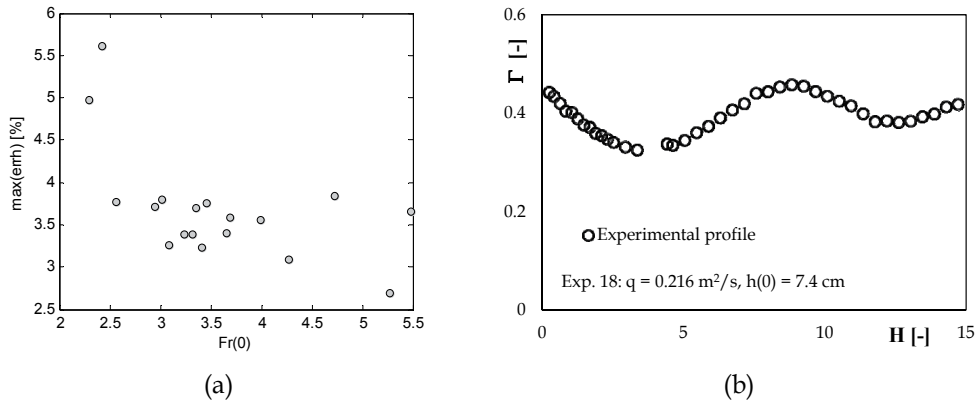 6
5.5
5
4.5
4
3.5
3
2.5
max(errh) [%]
2 2.5 3 3.5 4 4.5 5 5.5
Fr(0)
(a)
0.6
0.4
0.2
0
Γ [-]
Experimental profile
Exp. 18: q = 0.216 m²/s, h(0) = 7.4 cm
0 5 10 15
H [-]
(b)